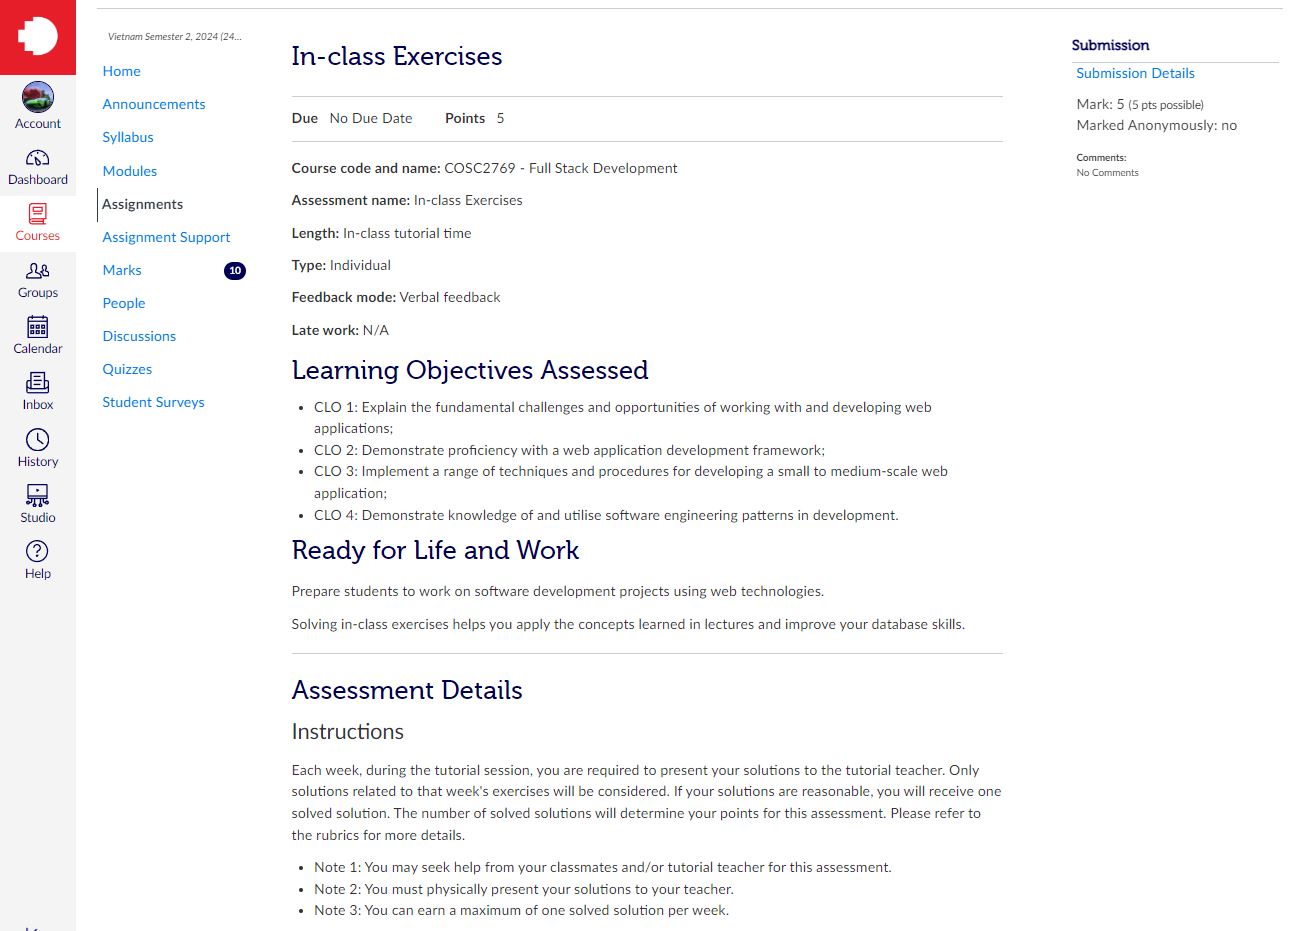 Account
Dashboard
Courses
Groups
Calendar
Inbox
History
Studio
Help
Vietnam Semester 2, 2024 (24...
Home
Announcements
Syllabus
Modules
Assignments
Assignment Support
Marks 10
People
Discussions
Quizzes
Student Surveys
In-class Exercises
Due No Due Date Points 5
Course code and name: COSC2769 - Full Stack Development
Assessment name: In-class Exercises
Length: In-class tutorial time
Type: Individual
Feedback mode: Verbal feedback
Late work: N/A
Learning Objectives Assessed
• CLO 1: Explain the fundamental challenges and opportunities of working with and developing web
applications;
• CLO 2: Demonstrate proficiency with a web application development framework;
• CLO 3: Implement a range of techniques and procedures for developing a small to medium-scale web
application;
• CLO 4: Demonstrate knowledge of and utilise software engineering patterns in development.
Ready for Life and Work
Prepare students to work on software development projects using web technologies.
Solving in-class exercises helps you apply the concepts learned in lectures and improve your database skills.
Assessment Details
Instructions
Each week, during the tutorial session, you are required to present your solutions to the tutorial teacher. Only
solutions related to that week's exercises will be considered. If your solutions are reasonable, you will receive one
solved solution. The number of solved solutions will determine your points for this assessment. Please refer to
the rubrics for more details.
• Note 1: You may seek help from your classmates and/or tutorial teacher for this assessment.
• Note 2: You must physically present your solutions to your teacher.
• Note 3: You can earn a maximum of one solved solution per week.
Submission
Submission Details
Mark: 5 (5 pts possible)
Marked Anonymously: no
Comments:
No Comments